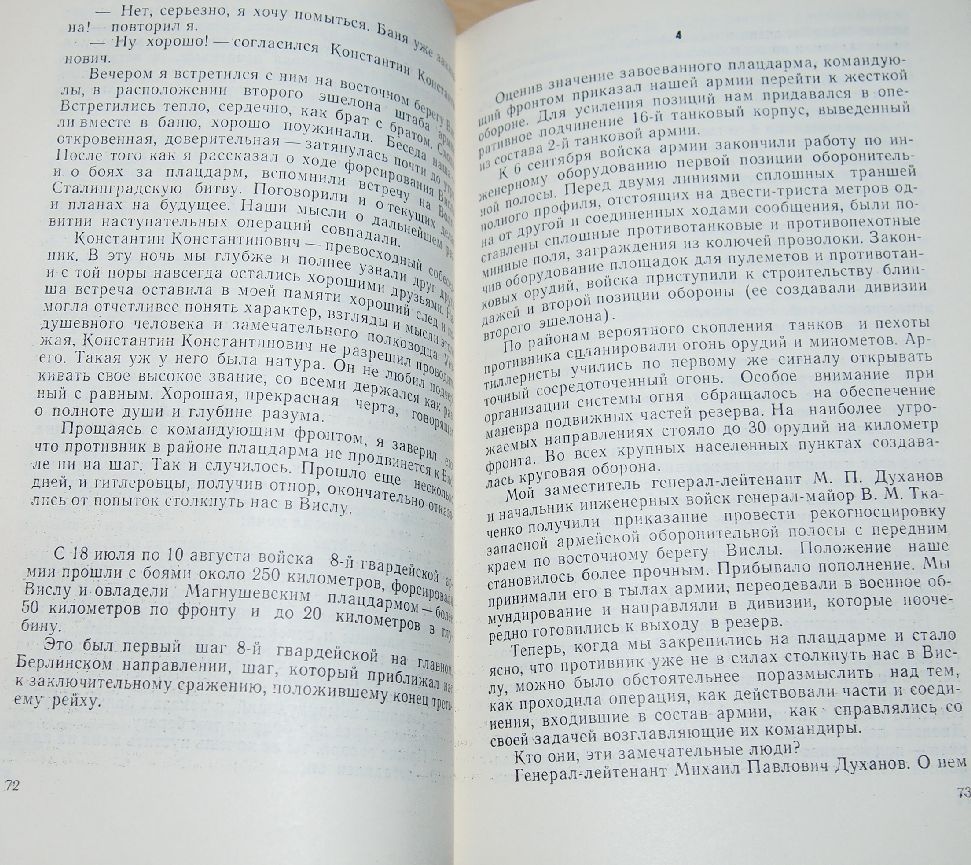 — Нет, серьезно, я хочу помыться. Баня уже
на! — повторил я.
— Ну хорошо! — согласился Константин Конста
нович.
Вечером я встретился с ним на восточном берегу
лы, в расположении второго эшелона штаба
Встретились тепло, сердечно, как брат с братом.
ли вместе в баню, хорошо поужинали. Беседа наша
откровенная, доверительная — затянулась почти до
После того как я рассказал о ходе форсирования
и о боях за плацдарм, вспомнили встречу на
Сталинградскую битву. Поговорили и о текущих
и планах на будущее. Наши мысли о дальнейшем
витии наступательных операций совпадали.
Константин Константинович — превосходный собесед
ник. В эту ночь мы глубже и полнее узнали друг
и с той поры навсегда остались хорошими друзьями.
ша встреча оставила в моей памяти хороший след и
могла отчетливее понять характер, взгляды и мысли
душевного человека и замечательного полководца.
жая, Константин Константинович не разрешил
его. Такая уж у него была натура. Он не любил
кивать свое высокое звание, со всеми держался как
ный с равным. Хорошая, прекрасная черта,
о полноте души и глубине разума.
Прощаясь с командующим фронтом, я заверил
что противник в районе плацдарма не продвинется к
ле ни на шаг. Так и случилось. Прошло еще несколь
дней, и гитлеровцы, получив отпор, окончательно отказа
лись от попыток столкнуть нас в Вислу.
С 18 июля по 10 августа войска 8-й гвардейской
мии прошли с боями около 250 километров, форсировали
Вислу и овладели Магнушевским плацдармом — более
50 километров по фронту и до 20 километров в глу
бину.
Это был первый шаг 8-й гвардейской на главном
Берлинском направлении, шаг, который приближал нас
к заключительному сражению, положившему конец треть
ему рейху.
72
4
Оценив значение завоеванного плацдарма, командую-
щий фронтом приказал нашей армии перейти к жесткой
обороне. Для усиления позиций нам придавался в опе-
ративное подчинение 16-й танковый корпус, выведенный
из состава 2-й танковой армии.
К 6 сентября войска армии закончили работу по ин-
женерному оборудованию первой позиции оборонитель-
ной полосы. Перед двумя линиями сплошных траншей
полного профиля, отстоящих на двести-триста метров од-
на от другой и соединенных ходами сообщения, были по-
ставлены сплошные противотанковые и противопехотные
минные поля, заграждения из колючей проволоки. Закон-
чив оборудование площадок для пулеметов и противотан-
ковых орудий, войска приступили к строительству блин-
дажей и второй позиции обороны (ее создавали дивизии
второго эшелона).
По районам вероятного скопления танков и пехоты
противника спланировали огонь орудий и минометов. Ар-
тиллеристы учились по первому же сигналу открывать
точный сосредоточенный огонь. Особое внимание при
организации системы огня обращалось на обеспечение
маневра подвижных частей резерва. На наиболее угро-
жаемых направлениях стояло до 30 орудий на километр
фронта. Во всех крупных населенных пунктах создава-
лась круговая оборона.
Мой заместитель генерал-лейтенант М. П. Духанов
и начальник инженерных войск генерал-майор В. М. Тка-
ченко получили приказание провести рекогносцировку
запасной армейской оборонительной полосы с передним
краем по восточному берегу Вислы. Положение наше
становилось более прочным. Прибывало пополнение. Мы
принимали его в тылах армии, переодевали в военное об-
мундирование и направляли в дивизии, которые пооче-
редно готовились к выходу в резерв.
Теперь, когда мы закрепились на плацдарме и стало
ясно, что противник уже не в силах столкнуть нас в Вис-
лу, можно было обстоятельнее поразмыслить над тем,
как проходила операция, как действовали части и соеди-
нения, входившие в состав армии, как справлялись со
своей задачей возглавляющие их командиры.
Кто они, эти замечательные люди?
Генерал-лейтенант Михаил Павлович Духанов. О нем
73